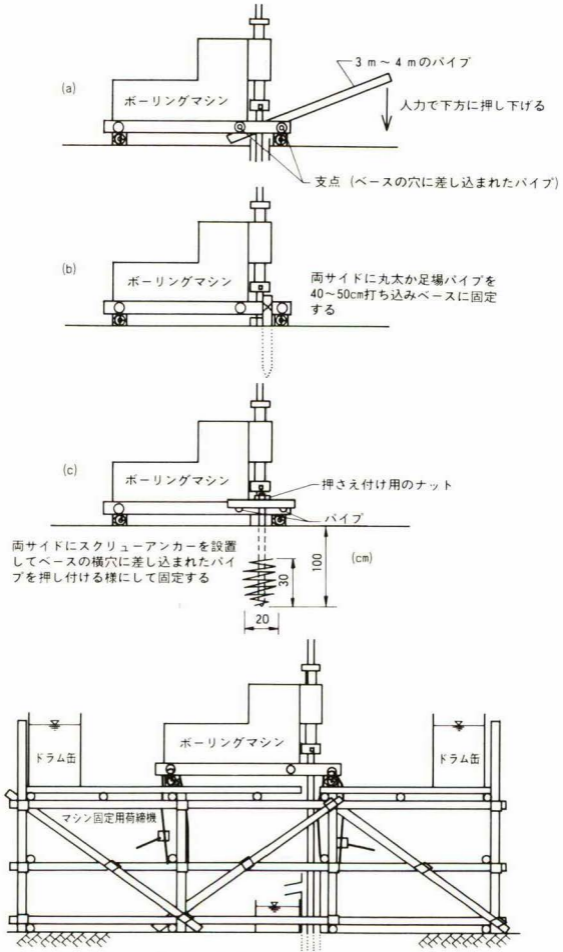 3m～4mのパイプ
(a)
ボーリングマシン
人力で下方に押し下げる
支点（ベースの穴に差し込まれたパイプ）
(b)
ボーリングマシン
両サイドに丸太か足場パイプを
40～50cm打ち込みベースに固定
する
(c)
ボーリングマシン
押さえ付け用のナット
パイプ
両サイドにスクリューアンカーを設置
してベースの横穴に差し込まれたパイ
プを押し付ける様にして固定する
30
100
(cm)
20
ボーリングマシン
ドラム缶
ドラム缶
マシン固定用荷締機